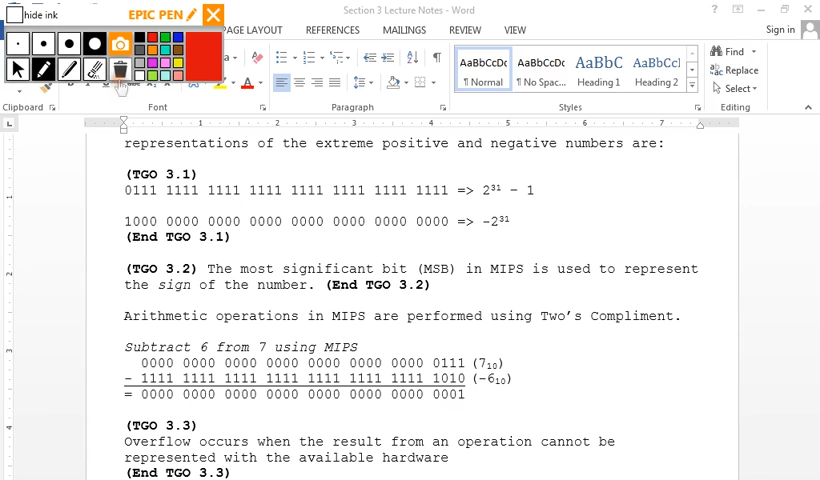 hide ink
EPIC PEN
Section 3 Lecture Notes - Word
Sign in
PAGE LAYOUT REFERENCES MAILINGS REVIEW VIEW
AaBbCcDc AaBbCcDc AaBbC AaBbCcl
¶ Normal ¶ No Spac... Heading 1 Heading 2
Find
Replace
Select
Clipboard Font Paragraph Styles Editing
1 2 3 4 5 6 7
representations of the extreme positive and negative numbers are:
(TGO 3.1)
0111 1111 1111 1111 1111 1111 1111 1111 => 2³¹ – 1
1000 0000 0000 0000 0000 0000 0000 0000 => -2³¹
(End TGO 3.1)
(TGO 3.2) The most significant bit (MSB) in MIPS is used to represent
the sign of the number. (End TGO 3.2)
Arithmetic operations in MIPS are performed using Two’s Compliment.
Subtract 6 from 7 using MIPS
0000 0000 0000 0000 0000 0000 0000 0111 (7₁₀)
– 1111 1111 1111 1111 1111 1111 1111 1010 (-6₁₀)
= 0000 0000 0000 0000 0000 0000 0000 0001
(TGO 3.3)
Overflow occurs when the result from an operation cannot be
represented with the available hardware
(End TGO 3.3)